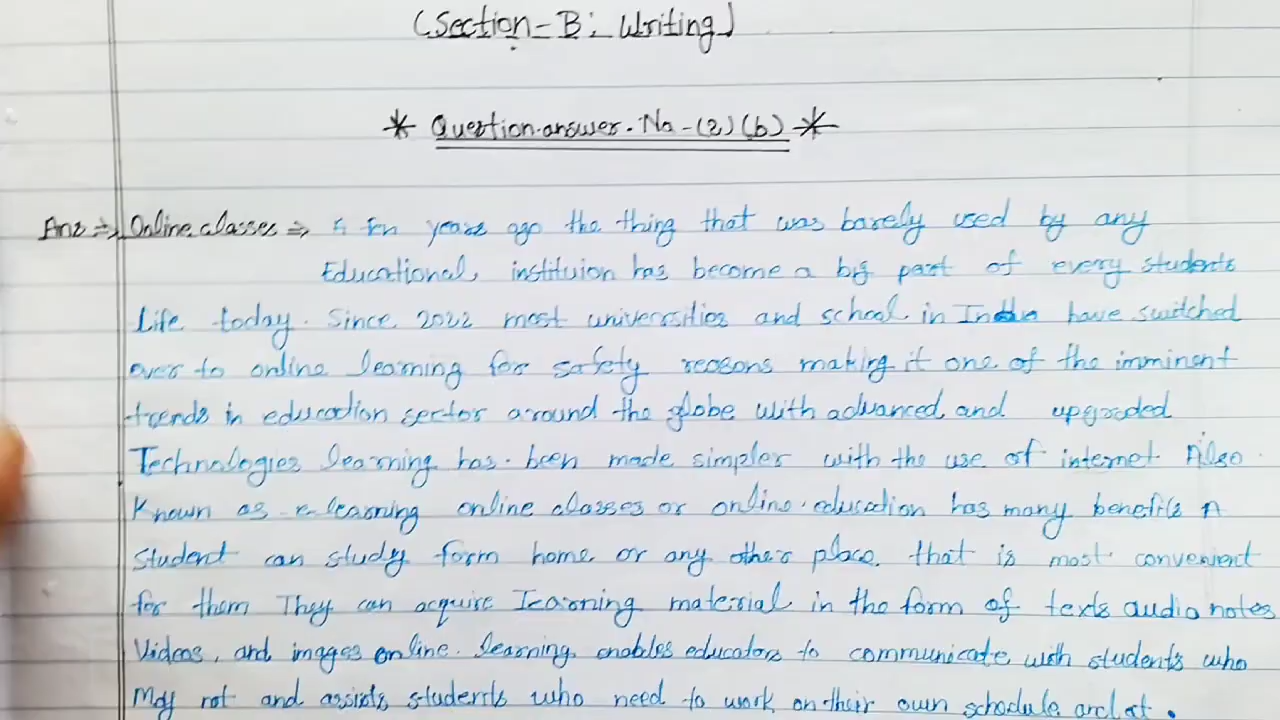 (Section-B: Writing)
* Question.answer.No-(2)(b) *
Ans ⇒ Online classes ⇒ A few years ago the thing that was barely used by any
Educational instituion has become a big part of every students
Life today. Since 2022 most universities and school in India have switched
over to online learning for safety reasons making it one of the imminent
trends in education sector around the globe with advanced and upgraded
Technologies learning has been made simpler with the use of internet Also
Known as e-learning online classes or online education has many benefits A
student can study form home or any other place that is most convenient
for them They can acquire Learning material in the form of texts audio notes
Videos, and images online. learning enables educators to communicate with students who
May not and assists students who need to work on their own schedule and at.